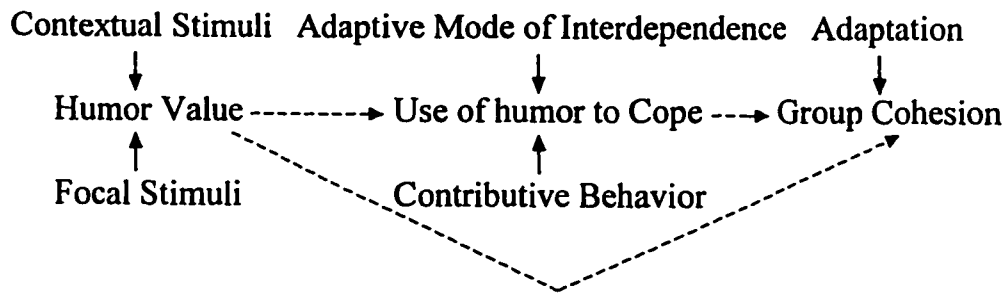 Contextual Stimuli Adaptive Mode of Interdependence Adaptation
Humor Value Use of humor to Cope Group Cohesion
Focal Stimuli Contributive Behavior